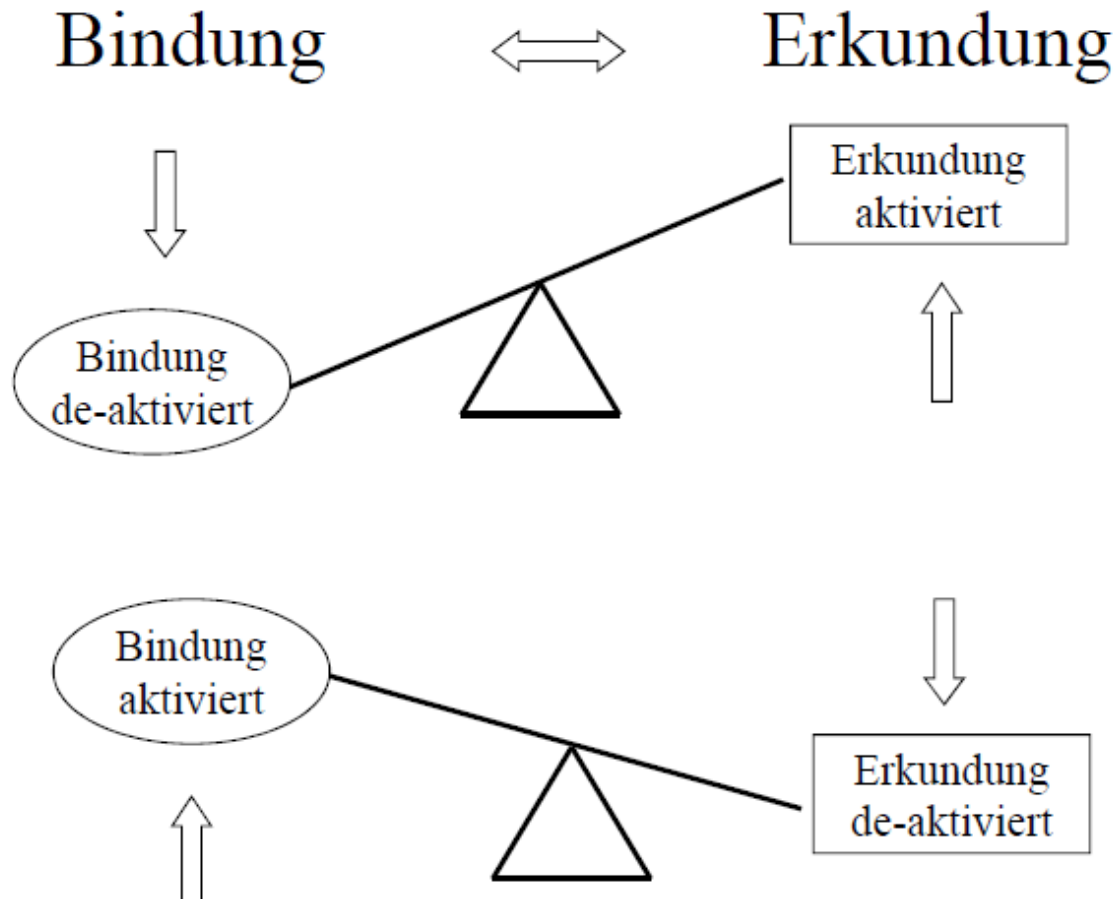 Bindung
Erkundung
Erkundung
aktiviert
Bindung
de-aktiviert
Bindung
aktiviert
Erkundung
de-aktiviert